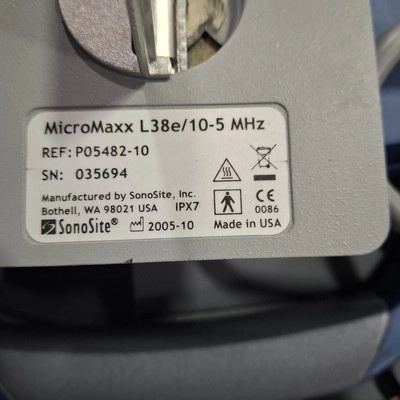 MicroMaxx L38e/10-5 MHz
REF: P05482-10
SN: 035694
Manufactured by SonoSite, Inc.
Bothell, WA 98021 USA IPX7
CE
0086
SonoSite® 2005-10 Made in USA